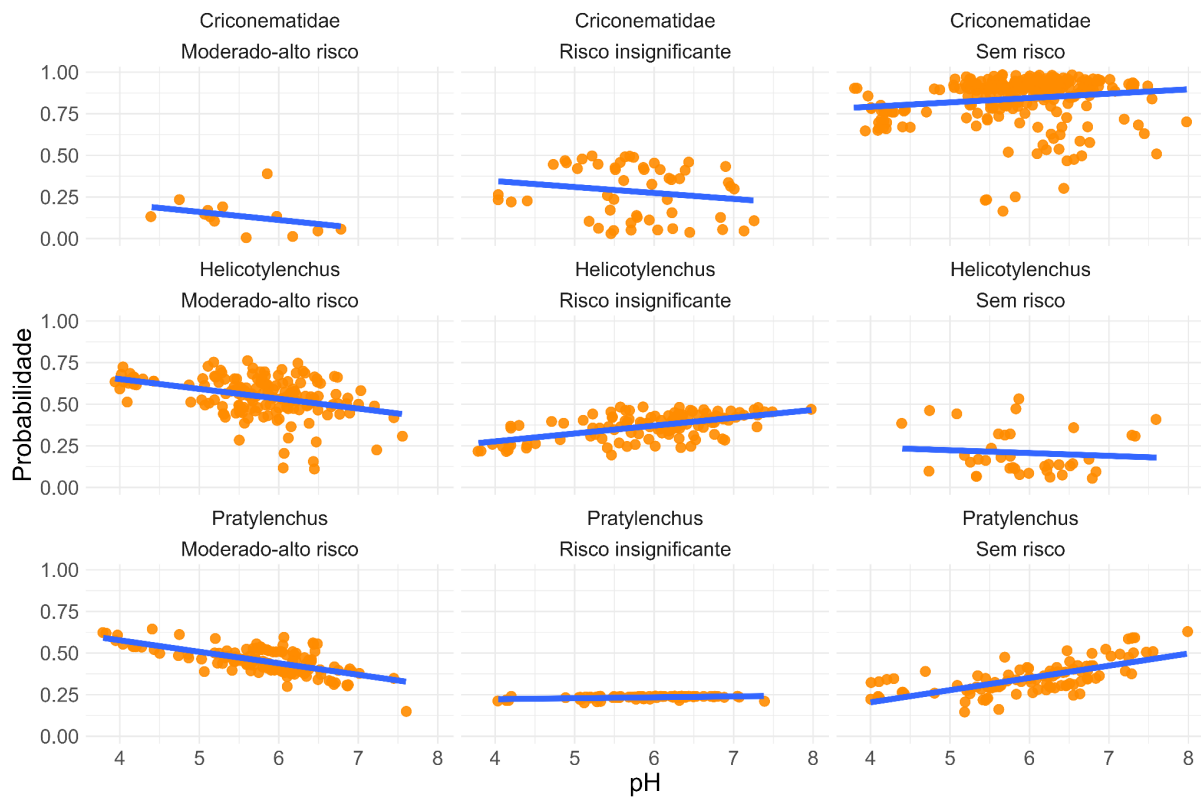 Criconematidae Criconematidae Criconematidae
Moderado-alto risco Risco insignificante Sem risco
1.00
0.75
0.50
0.25
0.00
Helicotylenchus Helicotylenchus Helicotylenchus
Moderado-alto risco Risco insignificante Sem risco
1.00
0.75
0.50
0.25
0.00
Probabilidade
Pratylenchus Pratylenchus Pratylenchus
Moderado-alto risco Risco insignificante Sem risco
1.00
0.75
0.50
0.25
0.00
4 5 6 7 8 4 5 6 7 8 4 5 6 7 8
pH